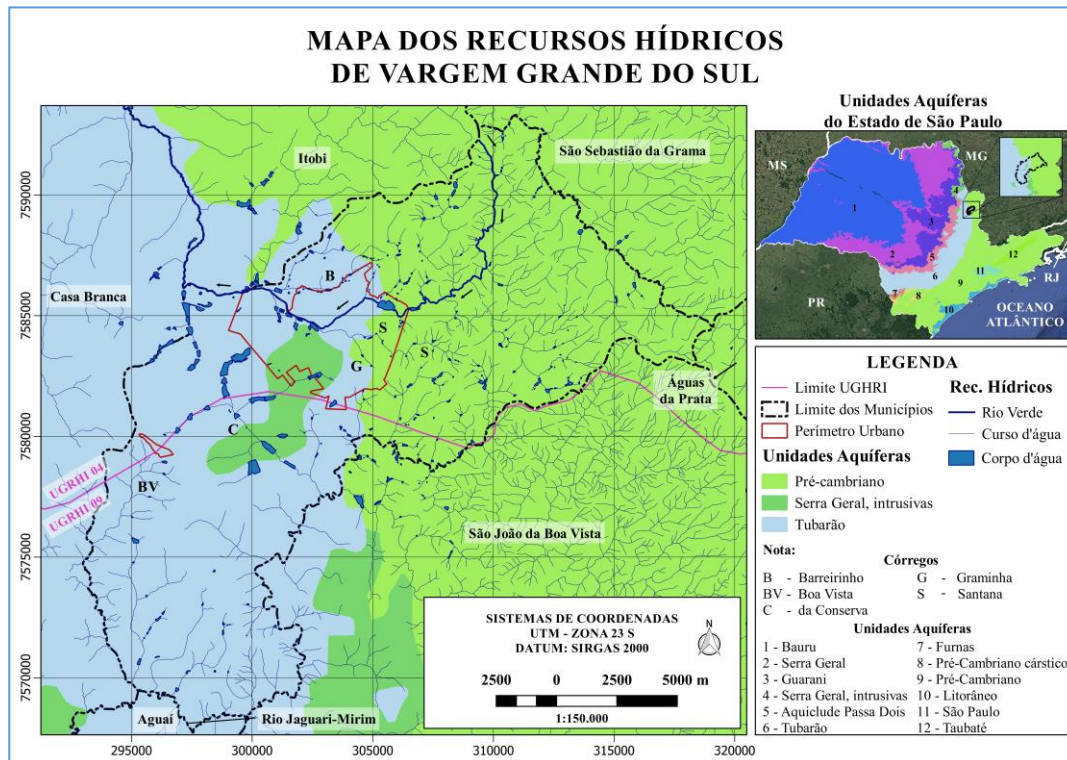 MAPA DOS RECURSOS HÍDRICOS
DE VARGEM GRANDE DO SUL
Itobi
São Sebastião da Grama
Casa Branca
B
S
S
G
Águas
da Prata
C
BV
UGRHI 04
UGRHI 09
São João da Boa Vista
Aguaí
Rio Jaguari-Mirim
7590000
7585000
7580000
7575000
7570000
295000
300000
305000
310000
315000
320000
SISTEMAS DE COORDENADAS
UTM - ZONA 23 S
DATUM: SIRGAS 2000
N
2500 0 2500 5000 m
1:150.000
Unidades Aquíferas
do Estado de São Paulo
MS
MG
PR
RJ
OCEANO
ATLÂNTICO
1
2
3
4
5
6
7
8
9
10
11
12
LEGENDA
Limite UGHRI
Limite dos Municípios
Perímetro Urbano
Rec. Hídricos
Rio Verde
Curso d'água
Corpo d'água
Unidades Aquíferas
Pré-cambriano
Serra Geral, intrusivas
Tubarão
Nota:
Córregos
B - Barreirinho
BV - Boa Vista
C - da Conserva
G - Graminha
S - Santana
Unidades Aquíferas
1 - Bauru
2 - Serra Geral
3 - Guarani
4 - Serra Geral, intrusivas
5 - Aquiclude Passa Dois
6 - Tubarão
7 - Furnas
8 - Pré-Cambriano cárstico
9 - Pré-Cambriano
10 - Litorâneo
11 - São Paulo
12 - Taubaté